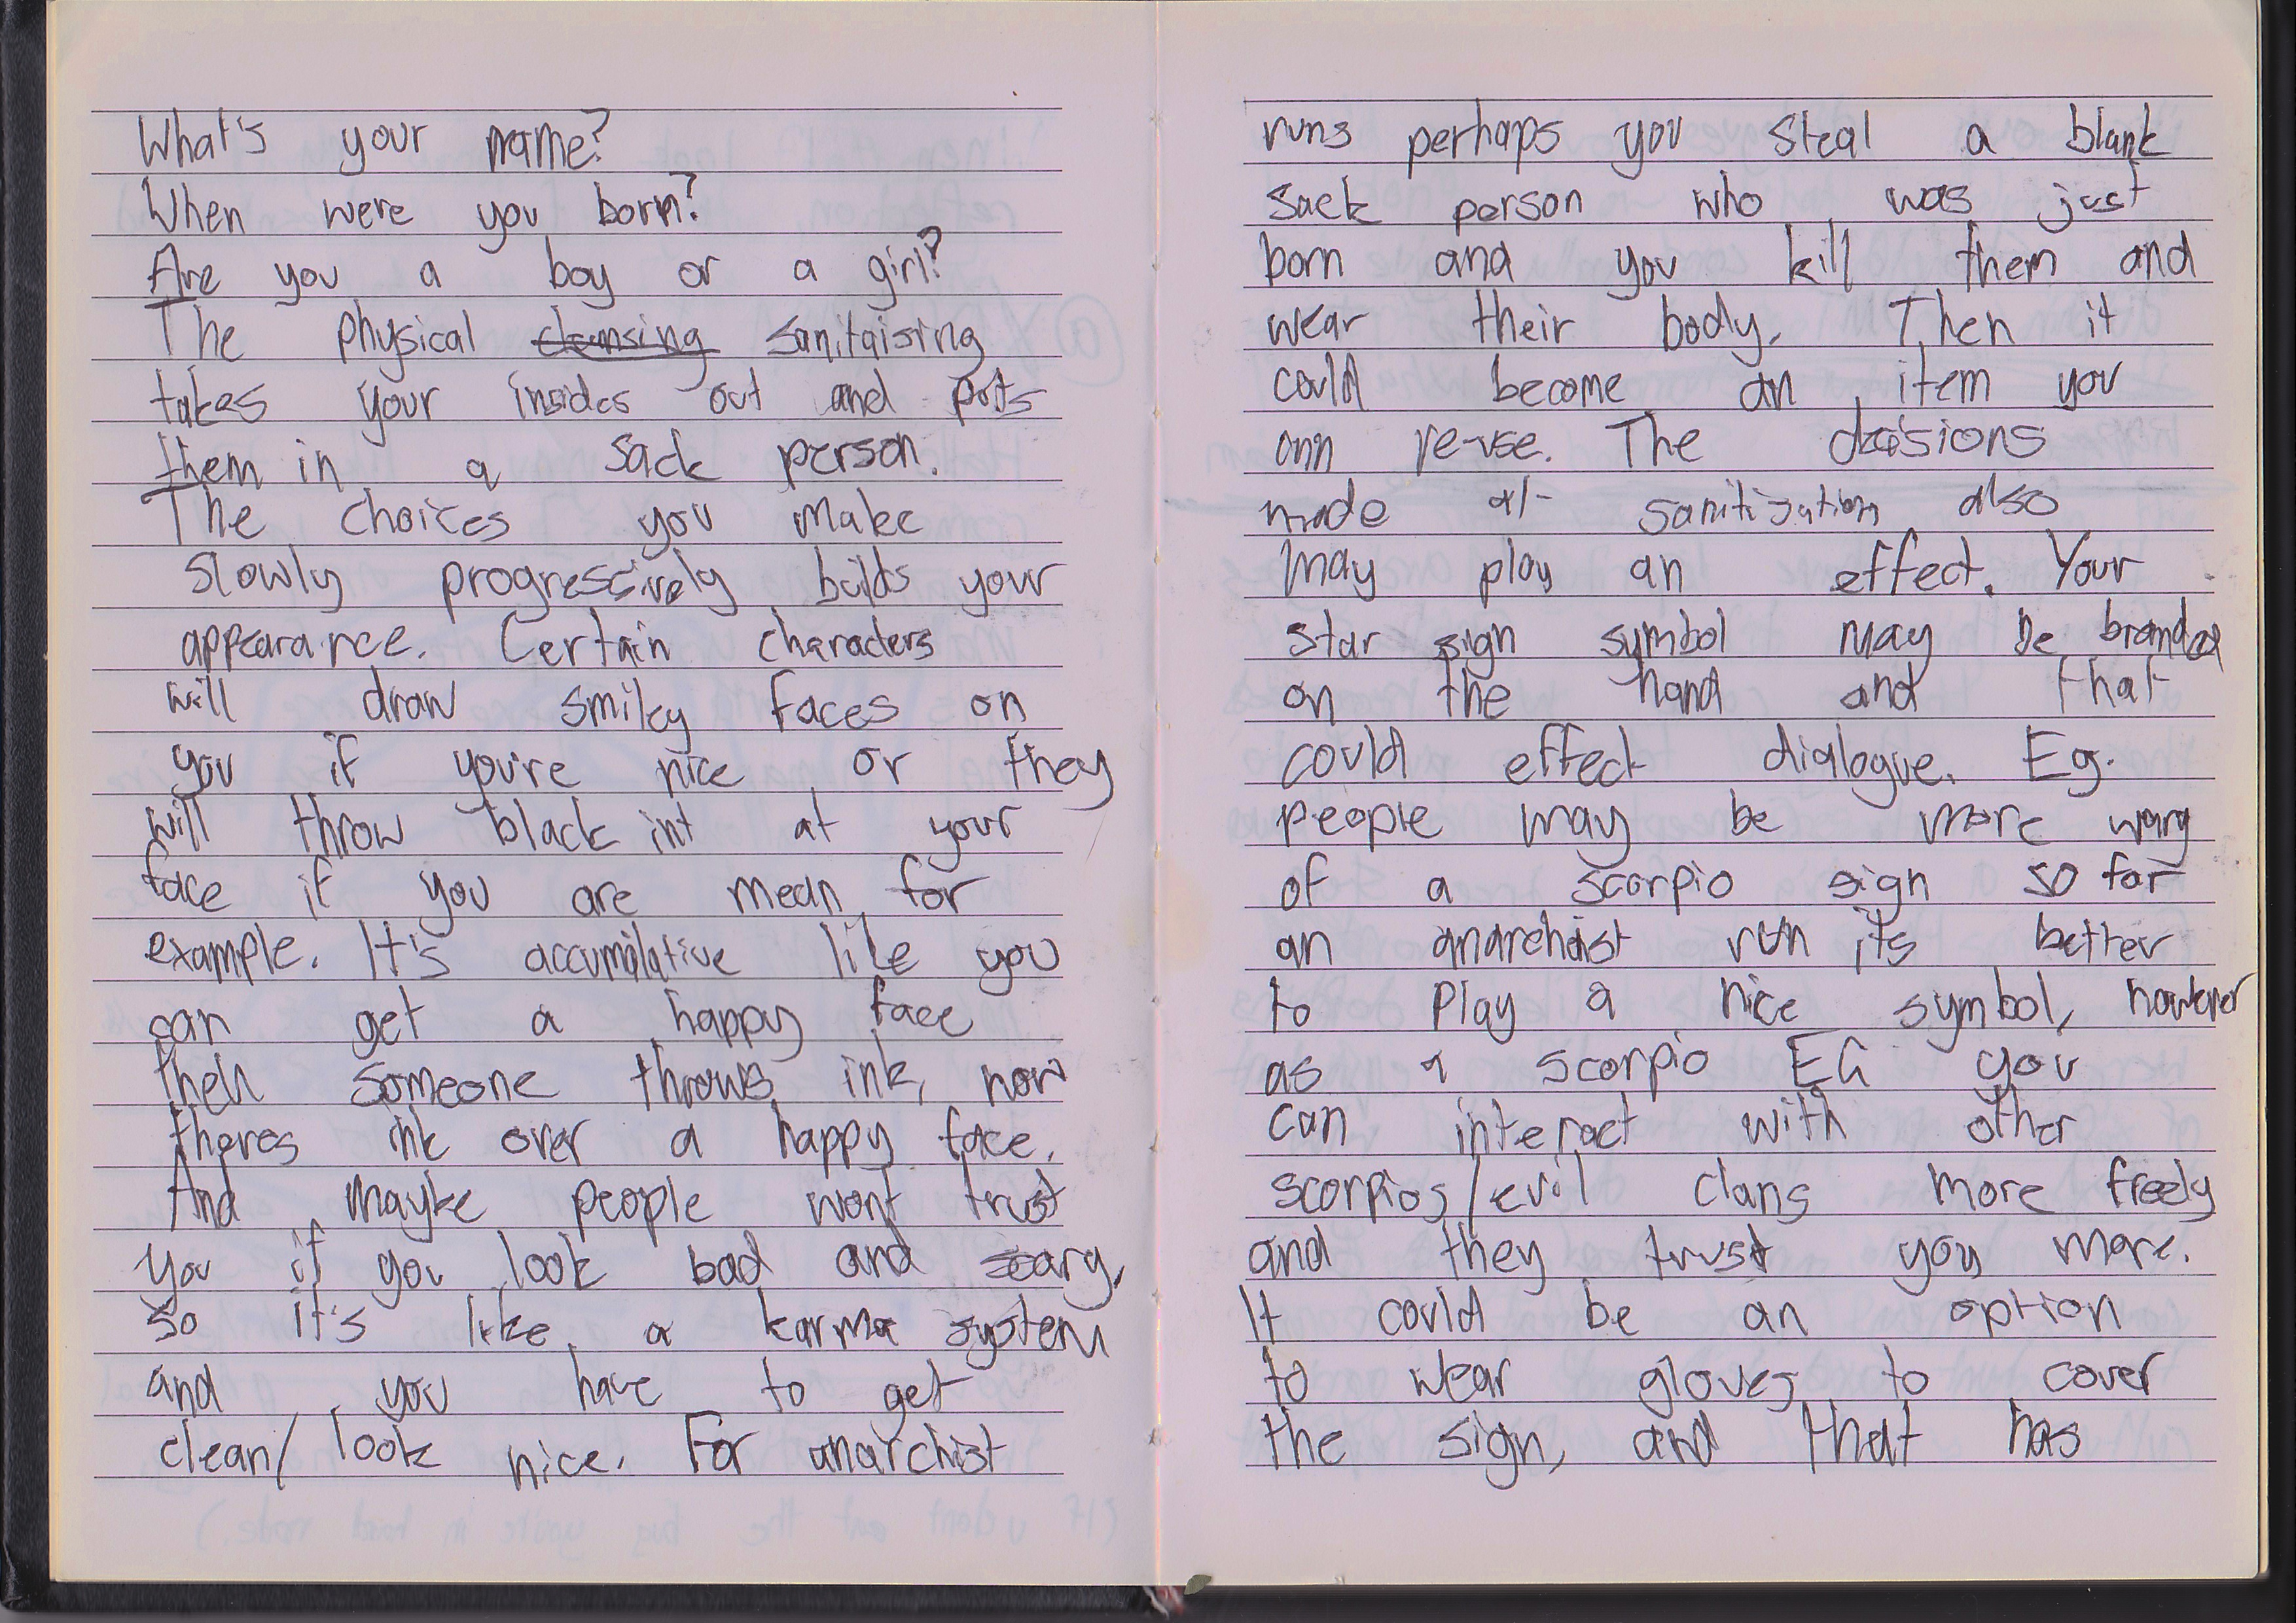 What's your name?
When were you born?
Are you a boy or a girl?
The physical cleansing sanitaising
takes your insides out and puts
them in a sack person.
The choices you make
slowly progressively builds your
appearance. Certain characters
will draw smiley faces on
you if you're nice or they
will throw black int at your
face if you are mean for
example. It's accumilative like you
can get a happy face
then someone throws ink, now
theres ink over a happy face.
And mayke people wont trust
you if you look bad and scary,
so it's like a karma system
and you have to get
clean/ look nice. For anarchist
runs perhaps you steal a blank
sack person who was just
born and you kill them and
wear their body. Then it
could become an item you
re-use. The decisions
made at sanitization also
may play an effect. Your
star sign symbol may be branded
on the hand and that
could effect dialogue. Eg.
people may be more wary
of a scorpio sign so for
an anarchist run its better
to play a nice symbol, however
as a scorpio EG you
can interact with other
scorpios/evil clans more freely
and they trust you more.
It could be an option
to wear gloves to cover
the sign, and that has